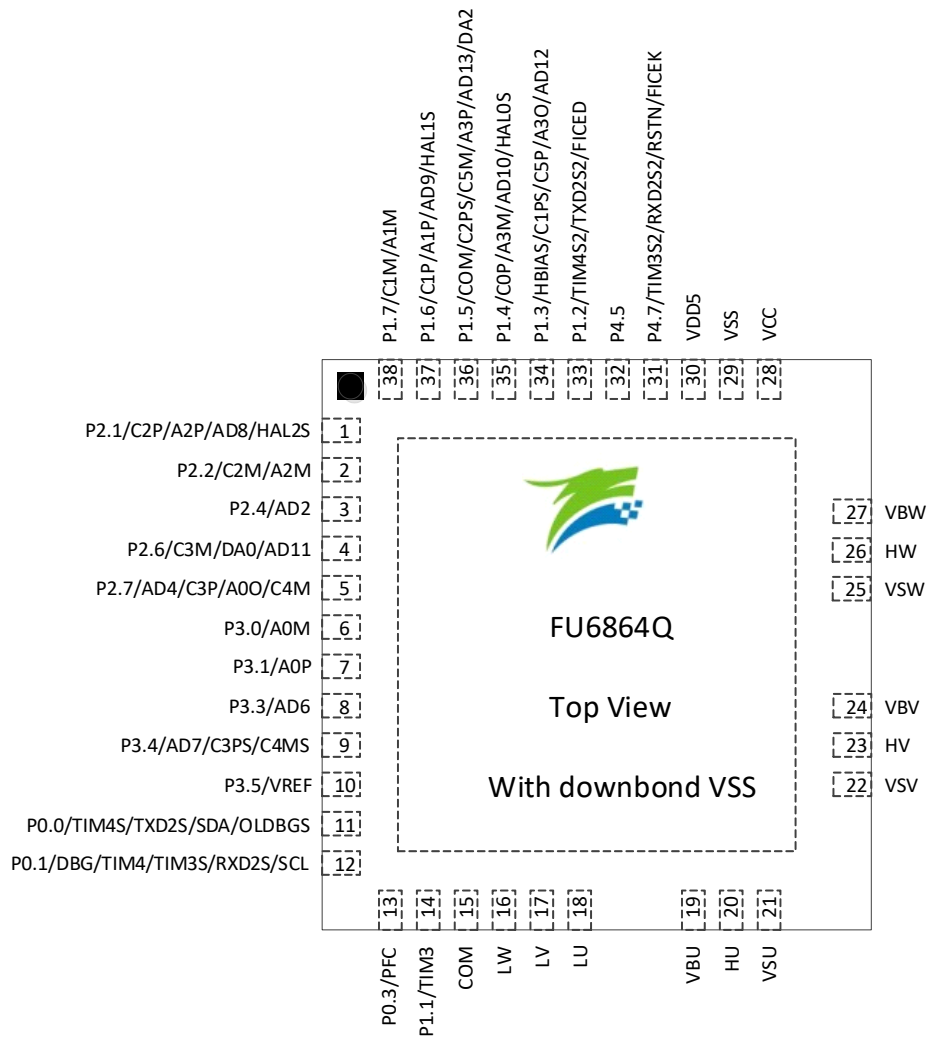 P1.7/C1M/A1M
P1.6/C1P/A1P/AD9/HAL1S
P1.5/COM/C2PS/C5M/A3P/AD13/DA2
P1.4/C0P/A3M/AD10/HAL0S
P1.3/HBIAS/C1PS/C5P/A3O/AD12
P1.2/TIM4S2/TXD2S2/FICED
P4.5
P4.7/TIM3S2/RXD2S2/RSTN/FICEK
VDD5
VSS
VCC
38
37
36
35
34
33
32
31
30
29
28
P2.1/C2P/A2P/AD8/HAL2S 1
P2.2/C2M/A2M 2
P2.4/AD2 3
P2.6/C3M/DA0/AD11 4
P2.7/AD4/C3P/A0O/C4M 5
P3.0/A0M 6
P3.1/A0P 7
P3.3/AD6 8
P3.4/AD7/C3PS/C4MS 9
P3.5/VREF 10
P0.0/TIM4S/TXD2S/SDA/OLDBGS 11
P0.1/DBG/TIM4/TIM3S/RXD2S/SCL 12
FU6864Q
Top View
With downbond VSS
27 VBW
26 HW
25 VSW
24 VBV
23 HV
22 VSV
13
14
15
16
17
18
19
20
21
P0.3/PFC
P1.1/TIM3
COM
LW
LV
LU
VBU
HU
VSU